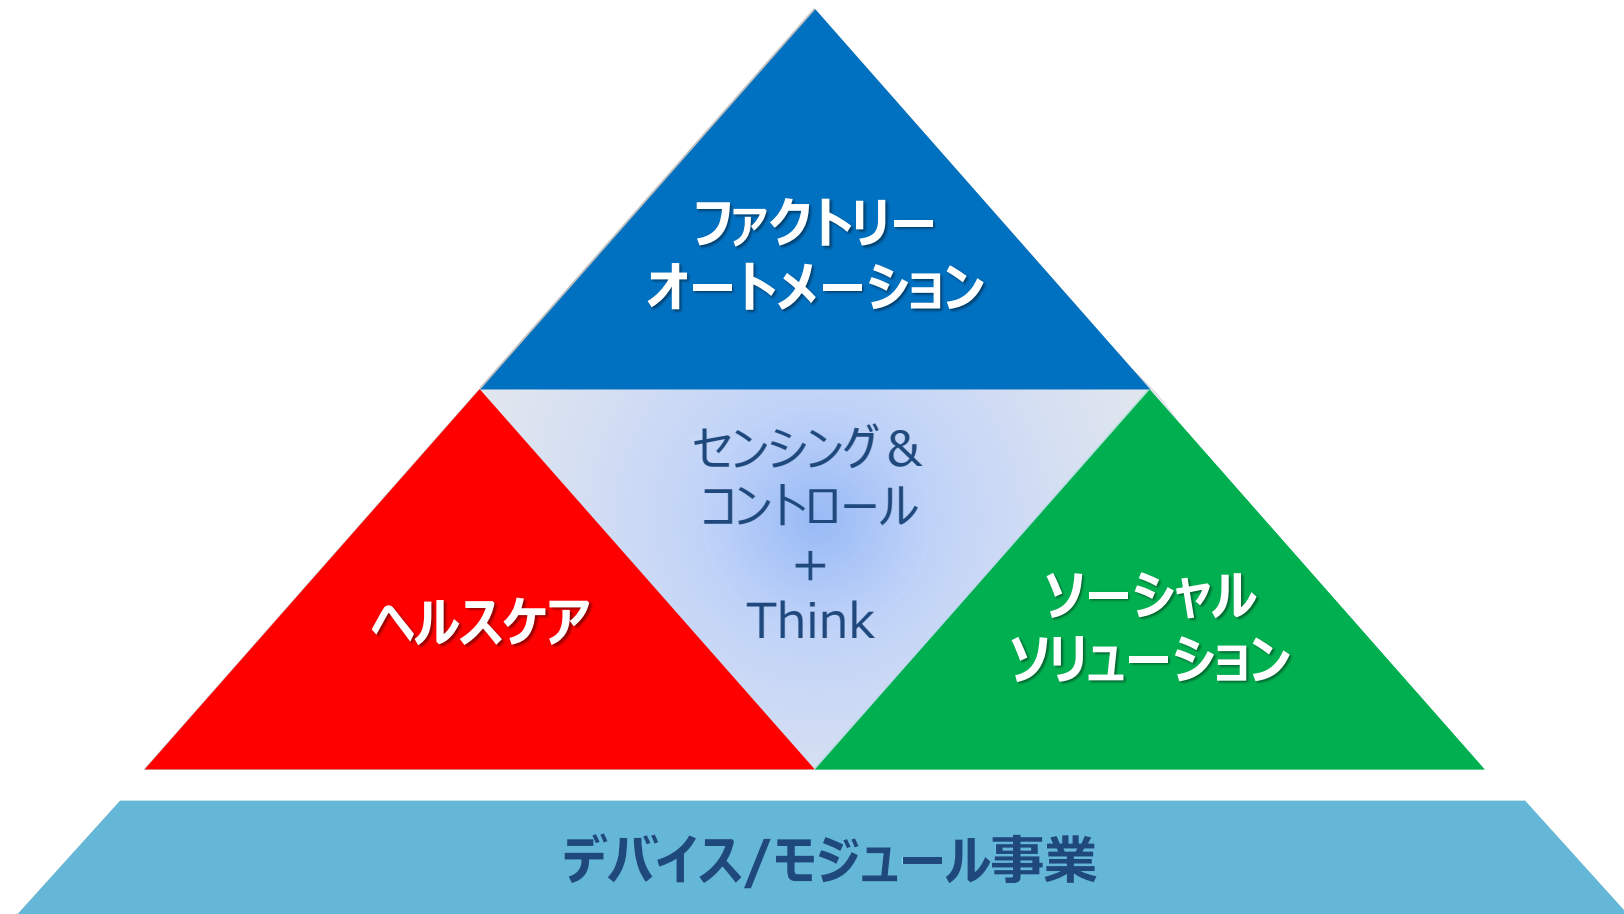 ファクトリー
オートメーション
センシング＆
コントロール
＋
Think
ヘルスケア
ソーシャル
ソリューション
デバイス/モジュール事業